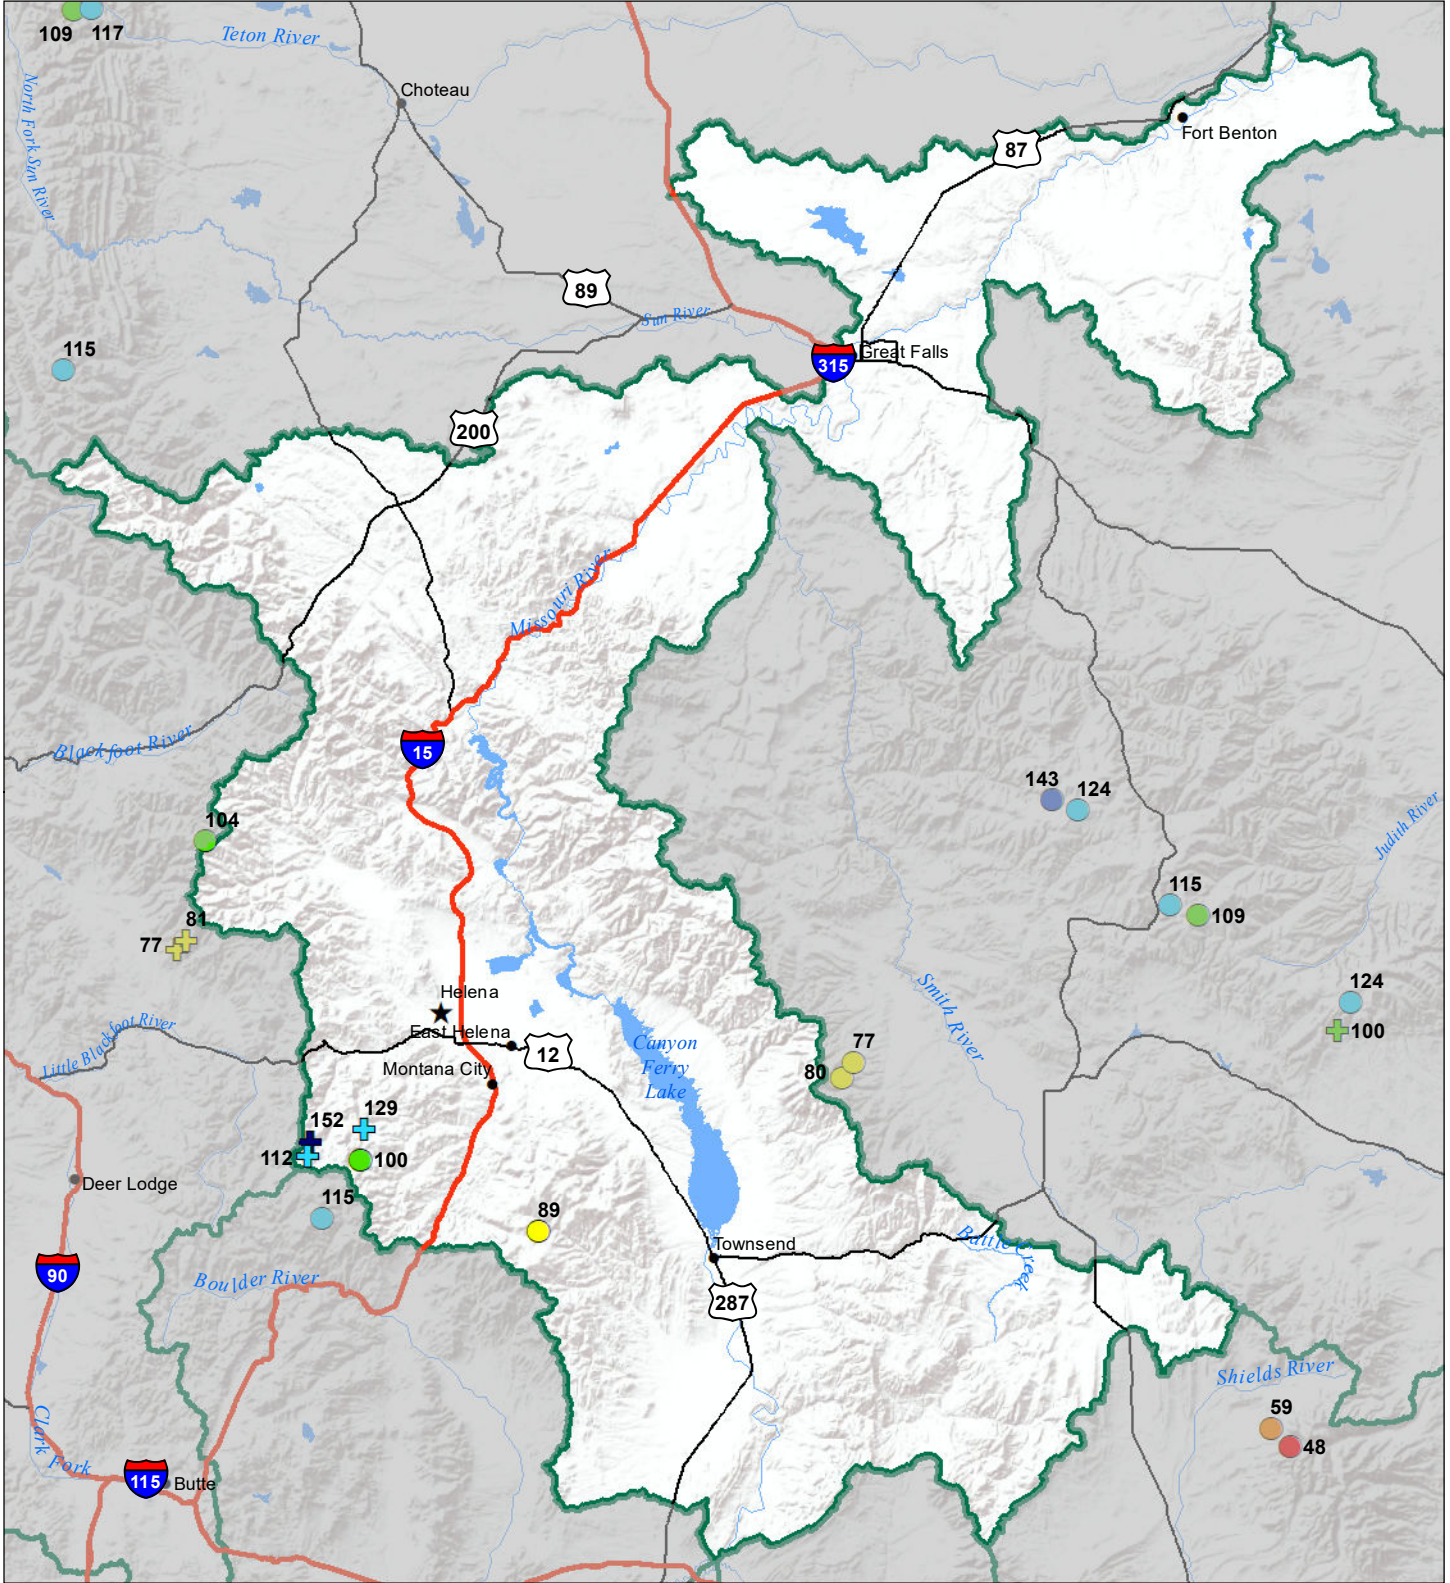 109
117
Teton River
North Fork Sun River
Choteau
Fort Benton
87
89
Sun River
115
Great Falls
315
200
Missouri River
Blackfoot River
15
143
124
104
Judith River
115
109
81
77
Smith River
124
100
Helena
Little Blackfoot River
East Helena
12
Canyon
Ferry
Lake
77
80
Montana City
152
129
112
100
Deer Lodge
115
89
Townsend
Battle Creek
90
Boulder River
287
Shields River
59
48
Clark Fork
115
Butte